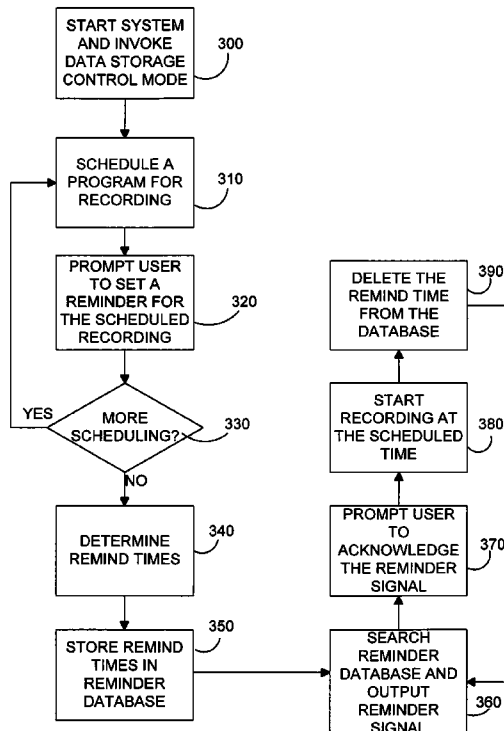 START SYSTEM
AND INVOKE
DATA STORAGE
CONTROL MODE
300
SCHEDULE A
PROGRAM FOR
RECORDING
310
PROMPT USER
TO SET A
REMINDER FOR
THE SCHEDULED
RECORDING
320
YES
MORE
SCHEDULING?
330
NO
DETERMINE
REMIND TIMES
340
STORE REMIND
TIMES IN
REMINDER
DATABASE
350
SEARCH
REMINDER
DATABASE AND
OUTPUT
REMINDER
SIGNAL
360
PROMPT USER
TO
ACKNOWLEDGE
THE REMINDER
SIGNAL
370
START
RECORDING AT
THE SCHEDULED
TIME
380
DELETE THE
REMIND TIME
FROM THE
DATABASE
390